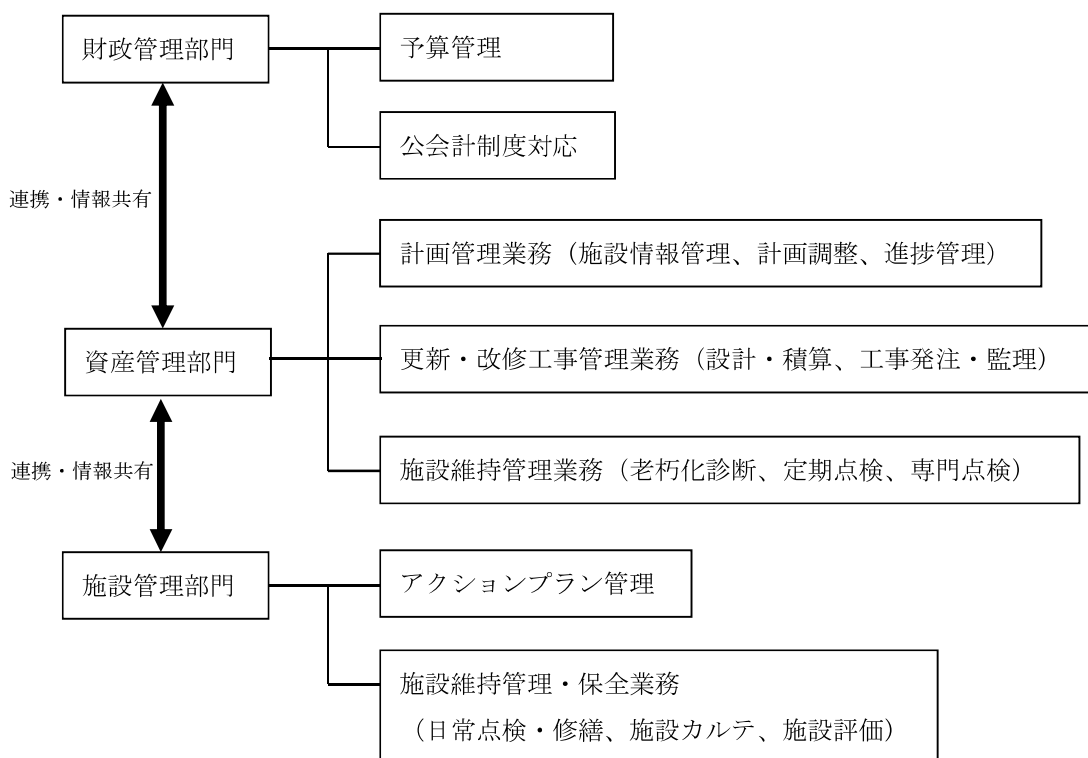 財政管理部門
予算管理
公会計制度対応
連携・情報共有
計画管理業務（施設情報管理、計画調整、進捗管理）
資産管理部門
更新・改修工事管理業務（設計・積算、工事発注・監理）
連携・情報共有
施設維持管理業務（老朽化診断、定期点検、専門点検）
施設管理部門
アクションプラン管理
施設維持管理・保全業務
（日常点検・修繕、施設カルテ、施設評価）